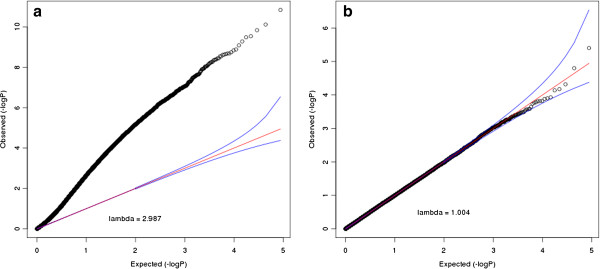 a
b
Observed (-logP)
10
8
6
4
2
0
lambda = 2.987
0 1 2 3 4 5
Expected (-logP)
Observed (-logP)
6
5
4
3
2
1
0
lambda = 1.004
0 1 2 3 4 5
Expected (-logP)